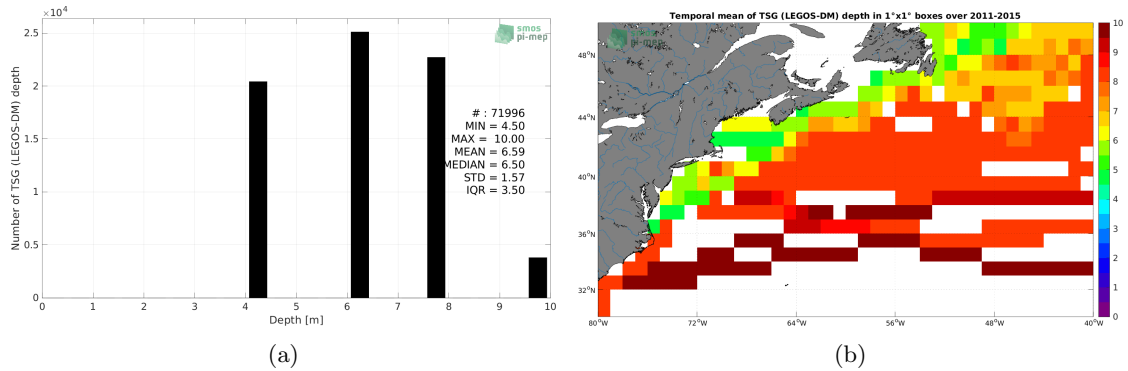 ×10^4
2.5
2
1.5
1
0.5
0
Number of TSG (LEGOS-DM) depth
smos
pi-mep
# : 71996
MIN = 4.50
MAX = 10.00
MEAN = 6.59
MEDIAN = 6.50
STD = 1.57
IQR = 3.50
0 1 2 3 4 5 6 7 8 9 10
Depth [m]
(a)
Temporal mean of TSG (LEGOS-DM) depth in 1°x1° boxes over 2011-2015
smos
pi-mep
48°N
44°N
40°N
36°N
32°N
80°W 72°W 64°W 56°W 48°W 40°W
10
9
8
7
6
5
4
3
2
1
0
(b)